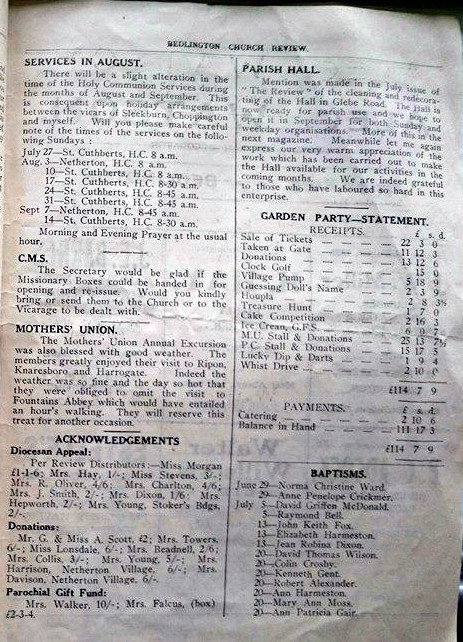 BEDLINGTON CHURCH REVIEW.
SERVICES IN AUGUST.
There will be a slight alteration in the
time of the Holy Communion Services during
the months of August and September. This
is consequent upon holiday arrangements
between the vicars of Sleekburn, Choppington
and myself. Will you please make careful
note of the times of the services on the follo-
wing Sundays :
July 27—St. Cuthberts, H.C. 8 a.m.
Aug. 3—Netherton, H.C. 8 a.m.
10—St. Cuthberts, H.C. 8 a.m.
17—St. Cuthberts, H.C. 8-30 a.m.
24—St. Cuthberts, H.C. 8-45 a.m.
31—St. Cuthberts, H.C. 8-45 a.m.
Sept 7—Netherton, H.C. 8-45 a.m.
14—St. Cuthberts, H.C. 8-30 a.m.
Morning and Evening Prayer at the usual
hour.
C.M.S.
The Secretary would be glad if the
Missionary Boxes could be handed in for
opening and re-issue. Would you kindly
bring or send them to the Church or to the
Vicarage to be dealt with.
MOTHERS' UNION.
The Mothers' Union Annual Excursion
was also blessed with good weather. The
members greatly enjoyed their visit to Ripon,
Knaresboro and Harrogate. Indeed the
weather was so fine and the day so hot that
they were obliged to omit the visit to
Fountains Abbey which would have entailed
an hour's walking. They will reserve this
treat for another occasion.
ACKNOWLEDGEMENTS
Diocesan Appeal:
Per Review Distributors:—Miss Morgan
£1-1-6; Mrs. Hay, 1/-; Miss Stevens, 3/-;
Mrs. R. Oliver, 4/6; Mrs. Charlton, 4/6;
Mrs. J. Smith, 2/-; Mrs. Dixon, 1/6; Mrs.
Hepworth, 2/-; Mrs. Young, Stoker's Bdgs,
2/-.
Donations:
Mr. G. & Miss A. Scott, £2; Mrs. Towers,
6/-; Miss Lonsdale, 6/-; Mrs. Beadnell, 2/6;
Mrs. Collis, 3/-; Mrs. Young, 5/-; Mrs.
Harrison, Netherton Village, 6/-; Mrs.
Davison, Netherton Village, 6/-.
Parochial Gift Fund:
Mrs. Walker, 10/-; Mrs. Falcus, (box)
£2-3-4.
PARISH HALL.
Mention was made in the July issue of
"The Review" of the cleaning and redecora-
ting of the Hall in Glebe Road. The Hall is
now ready for parish use and we hope to
open it in September for both Sunday and
weekday organisations. More of this in the
next magazine. Meanwhile let me again
express our very warm appreciation of the
work which has been carried out to make
the Hall available for our activities in the
coming months. We are indeed grateful
to those who have laboured so hard in this
enterprise.
GARDEN PARTY—STATEMENT.
RECEIPTS. £ s. d.
Sale of Tickets 22 3 0
Taken at Gate 11 12 3
Donations 13 12 6
Clock Golf 15 0
Village Pump 5 18 9
Guessing Doll's Name 2 3 9
Houpla 2 8 3½
Treasure Hunt 1 7 0
Cake Competition 2 16 3
Ice Cream, G.F.S.
M.U. Stall & Donations 25 13 7½
P.C. Stall & Donations 15 17 5
Lucky Dip & Darts 1 9 4
Whist Drive 2 10
£114 7 9
PAYMENTS. £ s. d.
Catering 2 10 6
Balance in Hand 111 17 3
£114 7 9
BAPTISMS.
June 29—Norma Christine Ward.
29—Anne Penelope Crickmer.
July 5—David Griffen McDonald.
5—Raymond Bell.
13—John Keith Fox.
13—Elizabeth Harmeston.
13—Jean Robina Dixon.
20—David Thomas Wilson.
20—Colin Crosby.
20—Kenneth Gent.
20—Robert Alexander.
20—Ann Harmeston.
20—Mary Ann Moss.
20—Ann Patricia Gair.